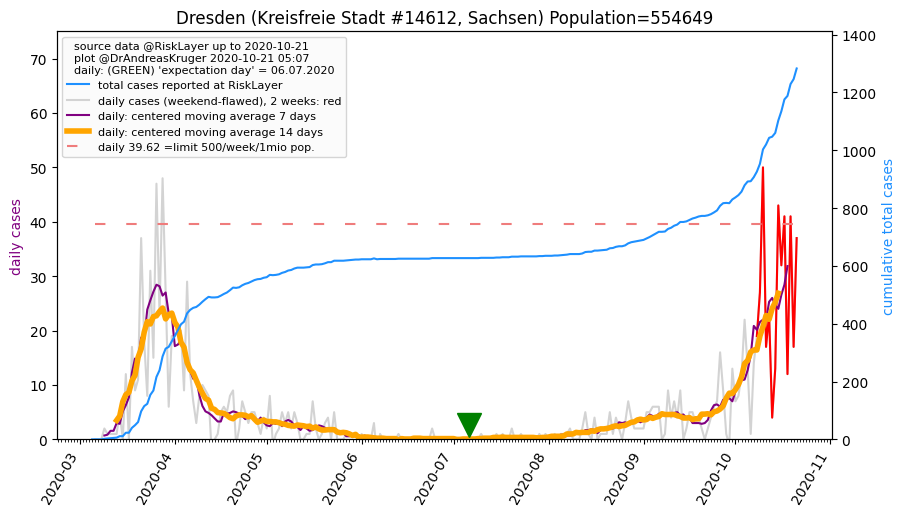 Dresden (Kreisfreie Stadt #14612, Sachsen) Population=554649
source data @RiskLayer up to 2020-10-21
plot @DrAndreasKruger 2020-10-21 05:07
daily: (GREEN) 'expectation day' = 06.07.2020
total cases reported at RiskLayer
daily cases (weekend-flawed), 2 weeks: red
daily: centered moving average 7 days
daily: centered moving average 14 days
daily 39.62 =limit 500/week/1mio pop.
daily cases
70
60
50
40
30
20
10
0
cumulative total cases
1400
1200
1000
800
600
400
200
0
2020-03
2020-04
2020-05
2020-06
2020-07
2020-08
2020-09
2020-10
2020-11